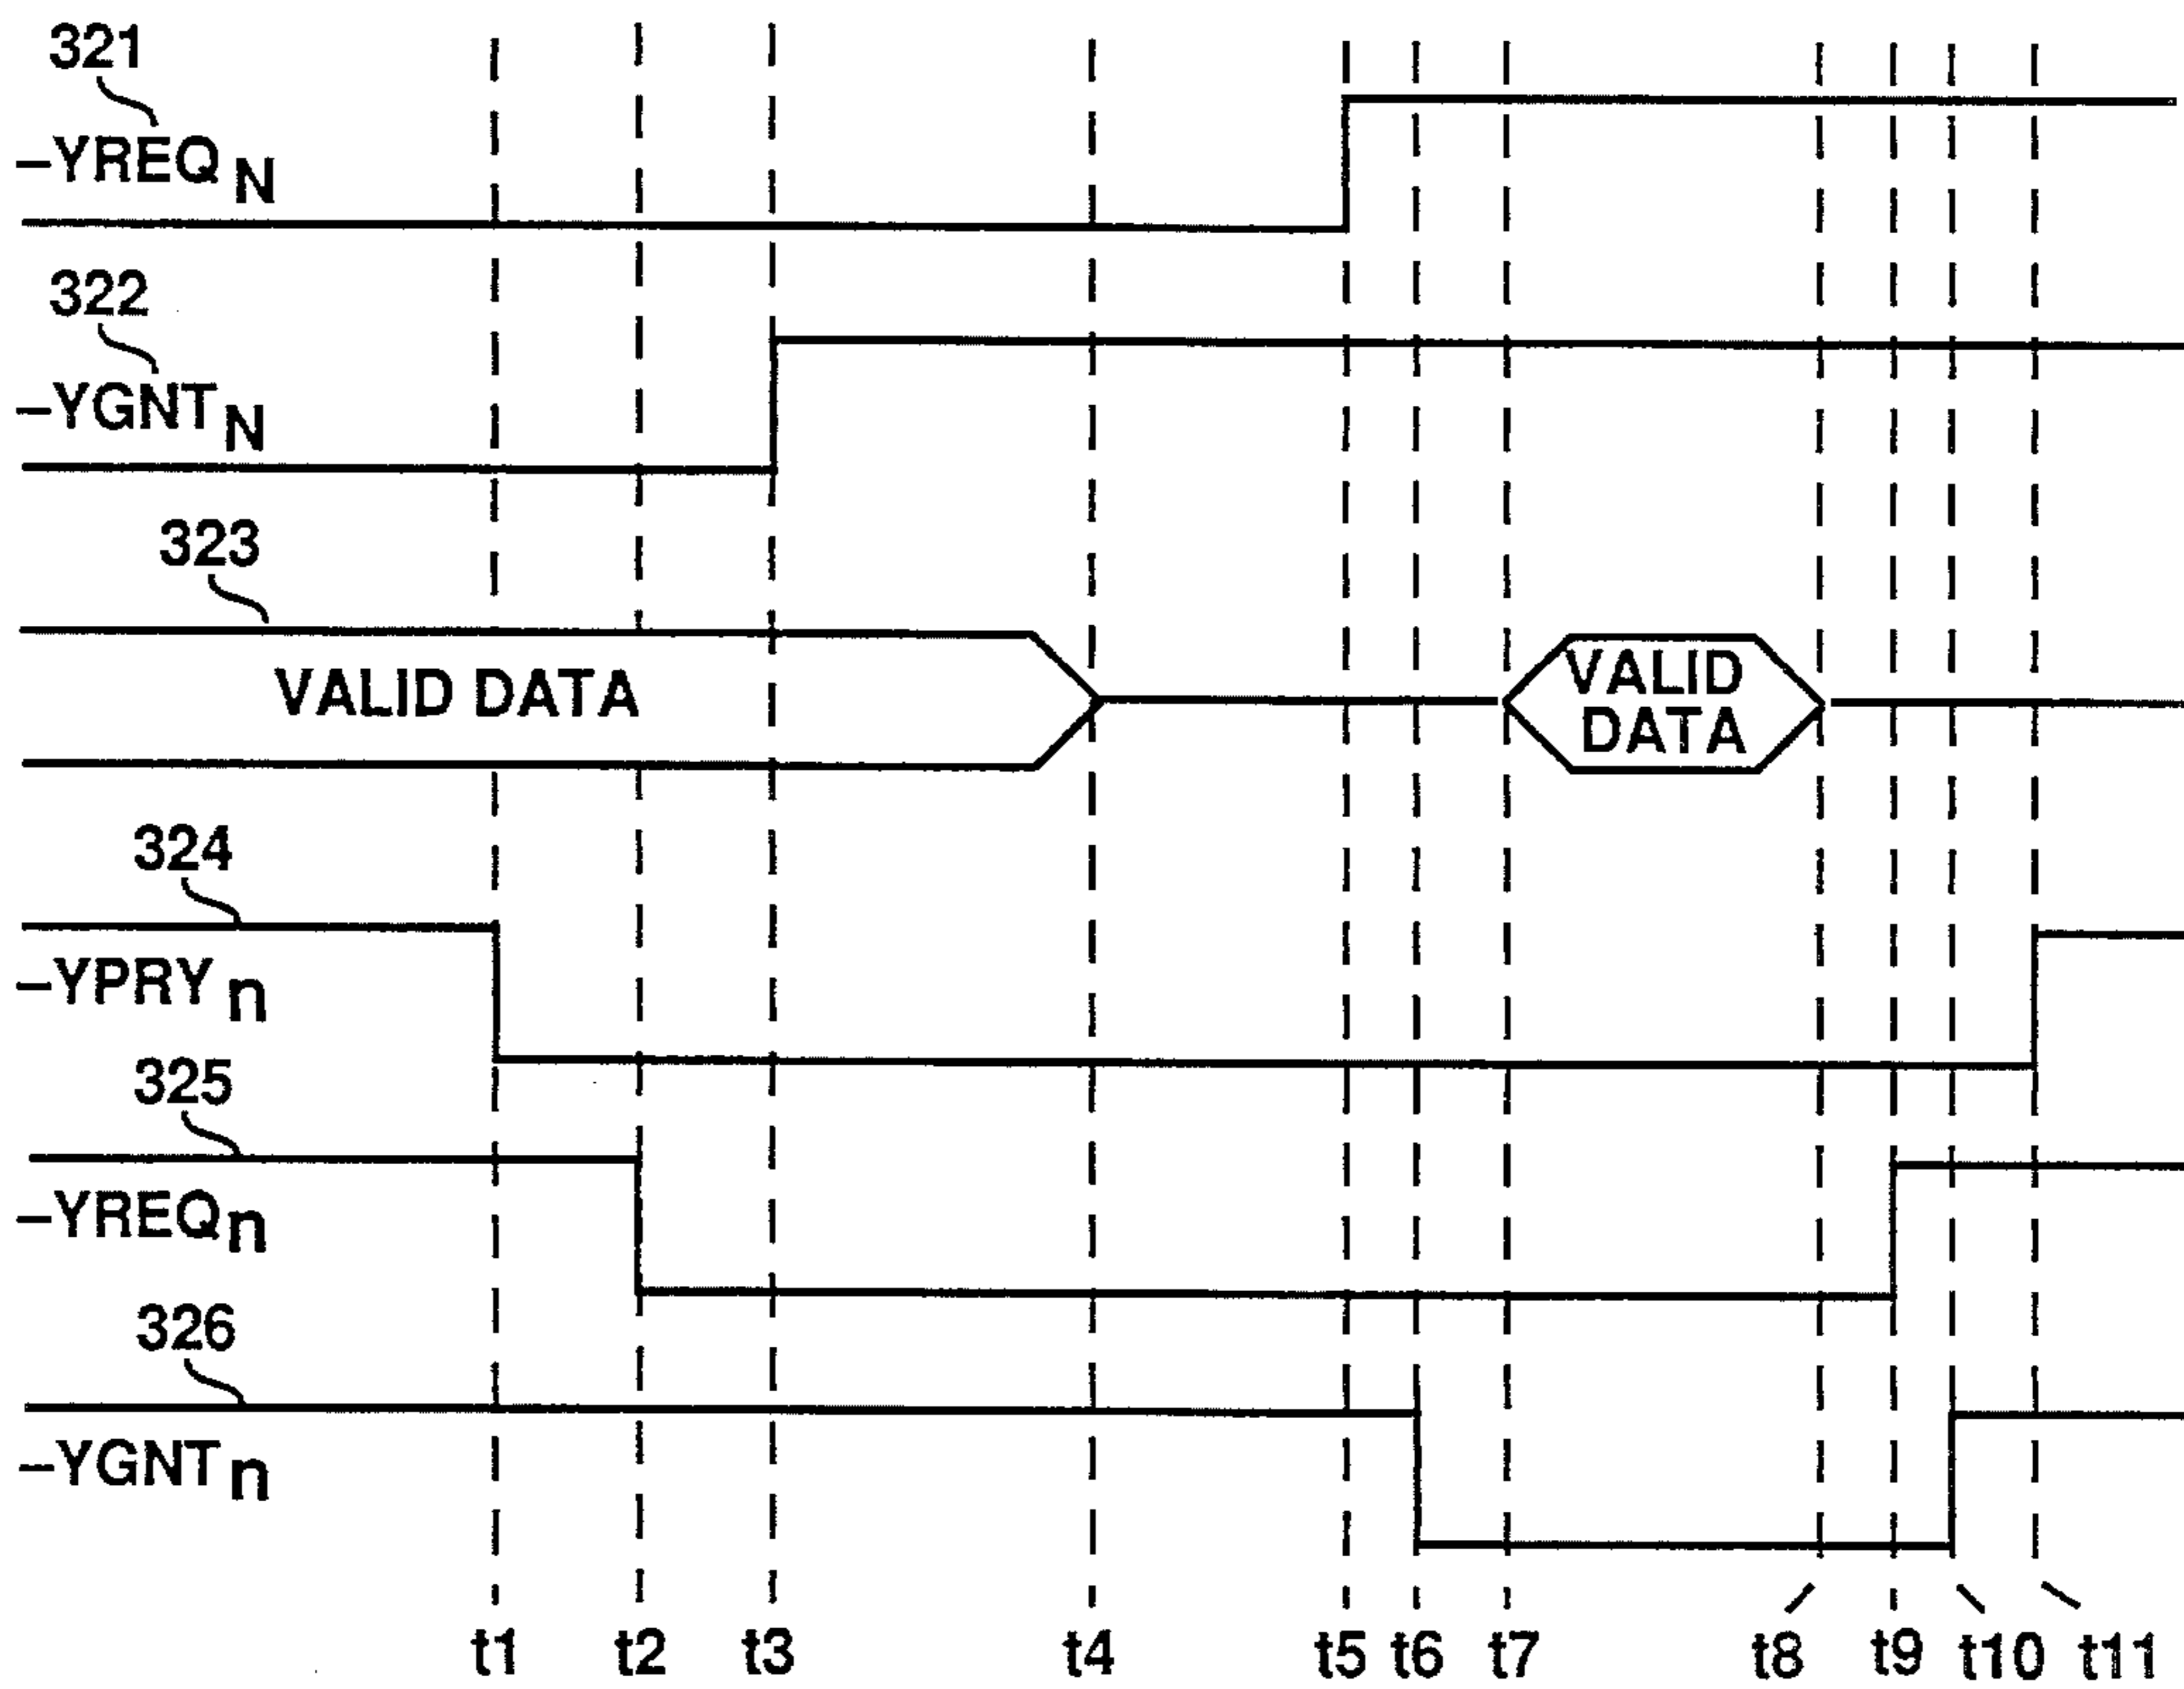 321
–YREQ N
322
–YGNT N
323
VALID DATA
VALID
DATA
324
–YPRY n
325
–YREQ n
326
–YGNT n
t1 t2 t3 t4 t5 t6 t7 t8 t9 t10 t11